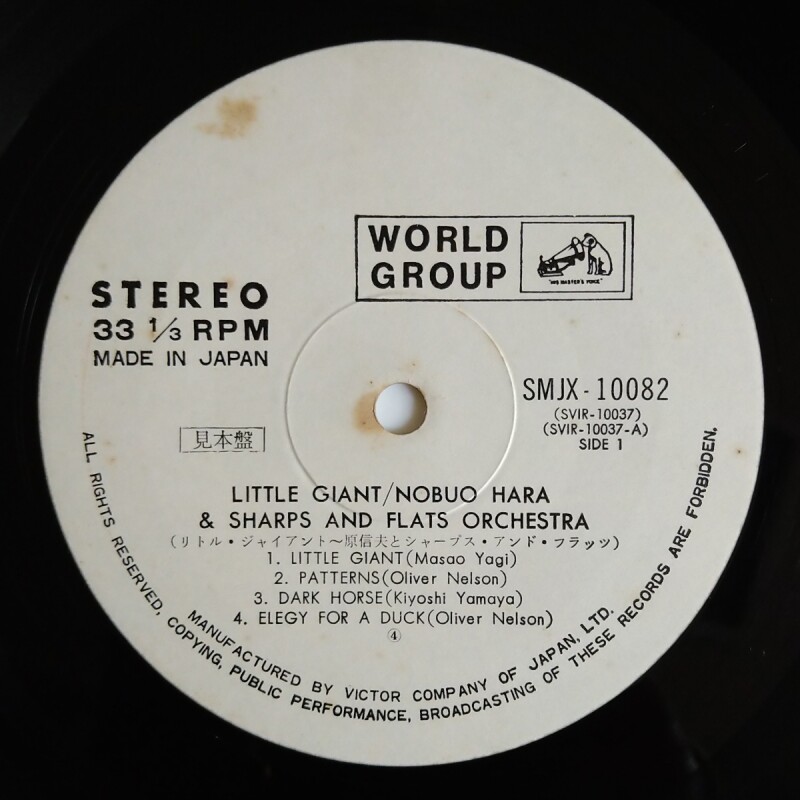 WORLD
GROUP
"HIS MASTER'S VOICE"
STEREO
33 1/3 RPM
MADE IN JAPAN
SMJX-10082
(SVIR-10037)
(SVIR-10037-A)
SIDE 1
見本盤
LITTLE GIANT/NOBUO HARA
& SHARPS AND FLATS ORCHESTRA
(リトル・ジャイアント〜原信夫とシャープス・アンド・フラッツ)
1. LITTLE GIANT(Masao Yagi)
2. PATTERNS(Oliver Nelson)
3. DARK HORSE(Kiyoshi Yamaya)
4. ELEGY FOR A DUCK(Oliver Nelson)
④
MANUFACTURED BY VICTOR COMPANY OF JAPAN, LTD.
ALL RIGHTS RESERVED, COPYING, PUBLIC PERFORMANCE, BROADCASTING OF THESE RECORDS ARE FORBIDDEN.